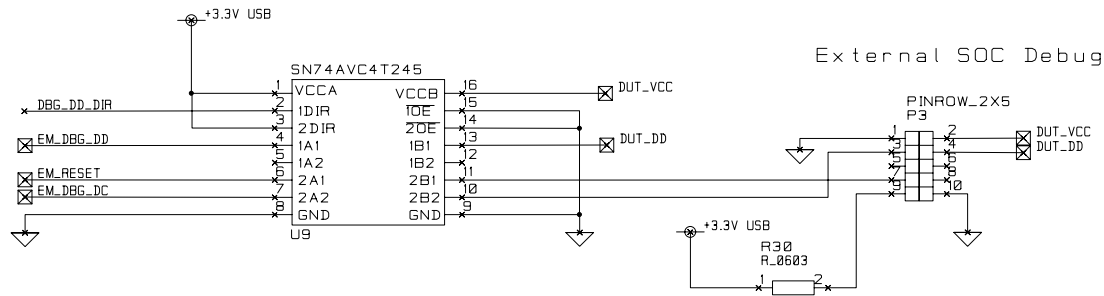 +3.3V USB
External SOC Debug
SN74AVC4T245
1 VCCA VCCB 16 DUT_VCC
DBG_DD_DIR 2 1DIR 1OE 15
3 2DIR 2OE 14
EM_DBG_DD 4 1A1 1B1 13 DUT_DD
5 1A2 1B2 12
EM_RESET 6 2A1 2B1 11
EM_DBG_DC 7 2A2 2B2 10
8 GND GND 9
U9
PINROW_2X5
P3
1 2 DUT_VCC
3 4 DUT_DD
5 6
7 8
9 10
+3.3V USB
R30
R_0603
1 2